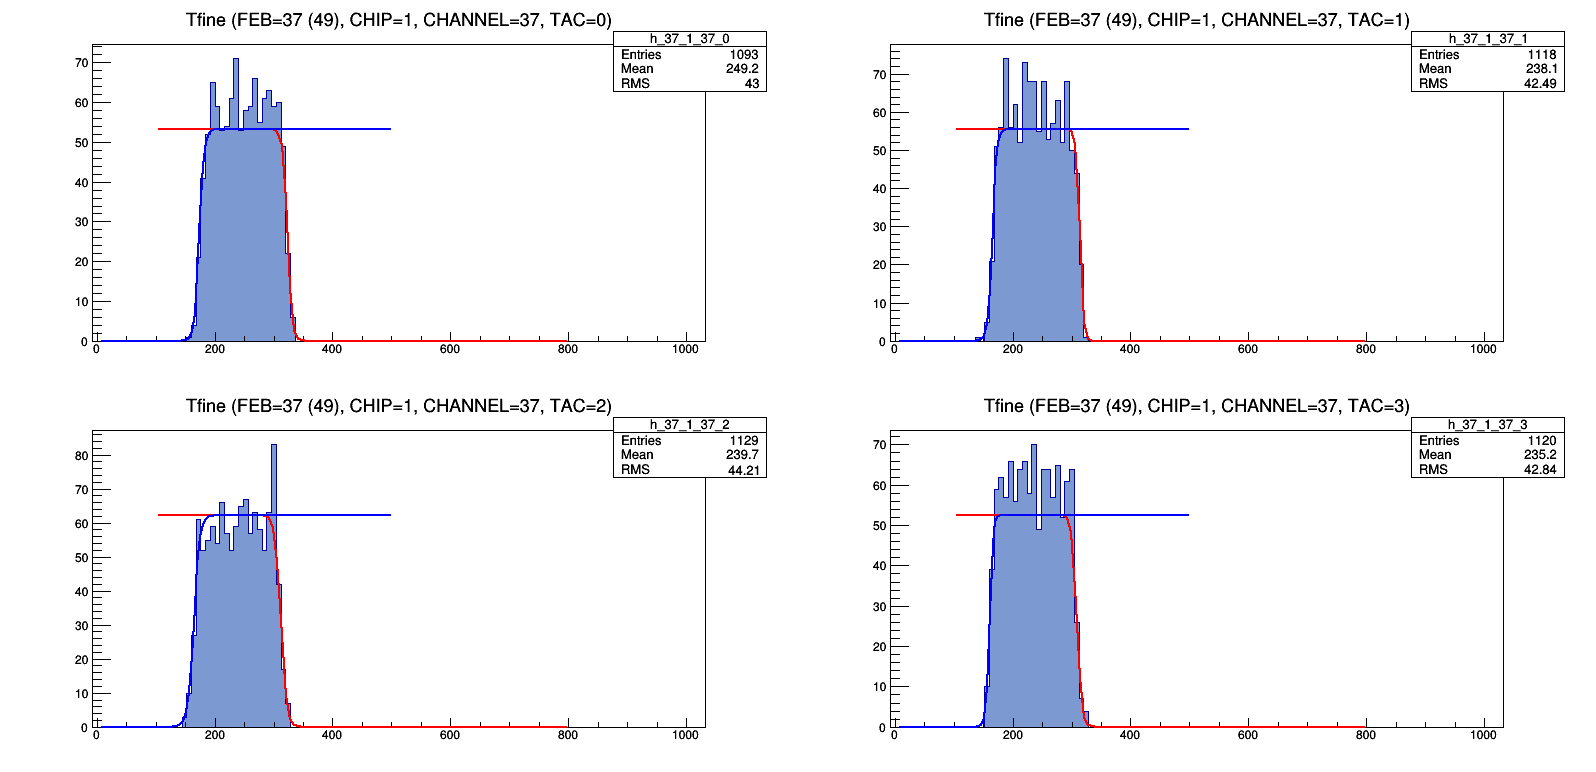 Tfine (FEB=37 (49), CHIP=1, CHANNEL=37, TAC=0)
h_37_1_37_0
Entries 1093
Mean 249.2
RMS 43
70
60
50
40
30
20
10
0
0 200 400 600 800 1000
Tfine (FEB=37 (49), CHIP=1, CHANNEL=37, TAC=1)
h_37_1_37_1
Entries 1118
Mean 238.1
RMS 42.49
70
60
50
40
30
20
10
0
0 200 400 600 800 1000
Tfine (FEB=37 (49), CHIP=1, CHANNEL=37, TAC=2)
h_37_1_37_2
Entries 1129
Mean 239.7
RMS 44.21
80
70
60
50
40
30
20
10
0
0 200 400 600 800 1000
Tfine (FEB=37 (49), CHIP=1, CHANNEL=37, TAC=3)
h_37_1_37_3
Entries 1120
Mean 235.2
RMS 42.84
70
60
50
40
30
20
10
0
0 200 400 600 800 1000